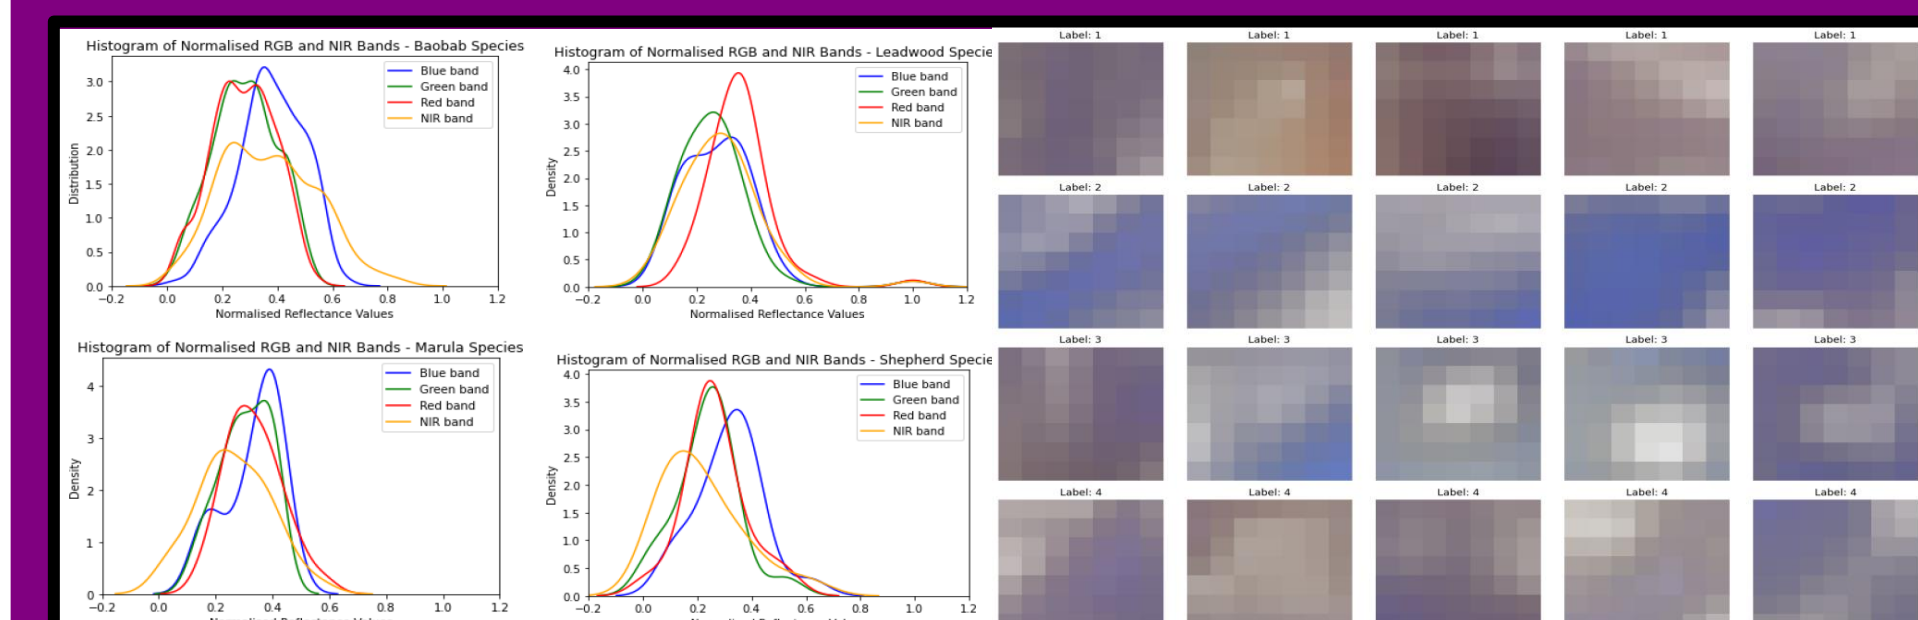 Histogram of Normalised RGB and NIR Bands - Baobab Species
Blue band
Green band
Red band
NIR band
Distribution
3.0
2.5
2.0
1.5
1.0
0.5
0.0
−0.2 0.0 0.2 0.4 0.6 0.8 1.0 1.2
Normalised Reflectance Values
Histogram of Normalised RGB and NIR Bands - Leadwood Specie
Blue band
Green band
Red band
NIR band
Density
4.0
3.5
3.0
2.5
2.0
1.5
1.0
0.5
0.0
−0.2 0.0 0.2 0.4 0.6 0.8 1.0 1.2
Normalised Reflectance Values
Histogram of Normalised RGB and NIR Bands - Marula Species
Blue band
Green band
Red band
NIR band
Density
4
3
2
1
0
−0.2 0.0 0.2 0.4 0.6 0.8 1.0 1.2
Histogram of Normalised RGB and NIR Bands - Shepherd Specie
Blue band
Green band
Red band
NIR band
Density
4.0
3.5
3.0
2.5
2.0
1.5
1.0
0.5
0.0
−0.2 0.0 0.2 0.4 0.6 0.8 1.0 1.2
Label: 1 Label: 1 Label: 1 Label: 1 Label: 1
Label: 2 Label: 2 Label: 2 Label: 2 Label: 2
Label: 3 Label: 3 Label: 3 Label: 3 Label: 3
Label: 4 Label: 4 Label: 4 Label: 4 Label: 4